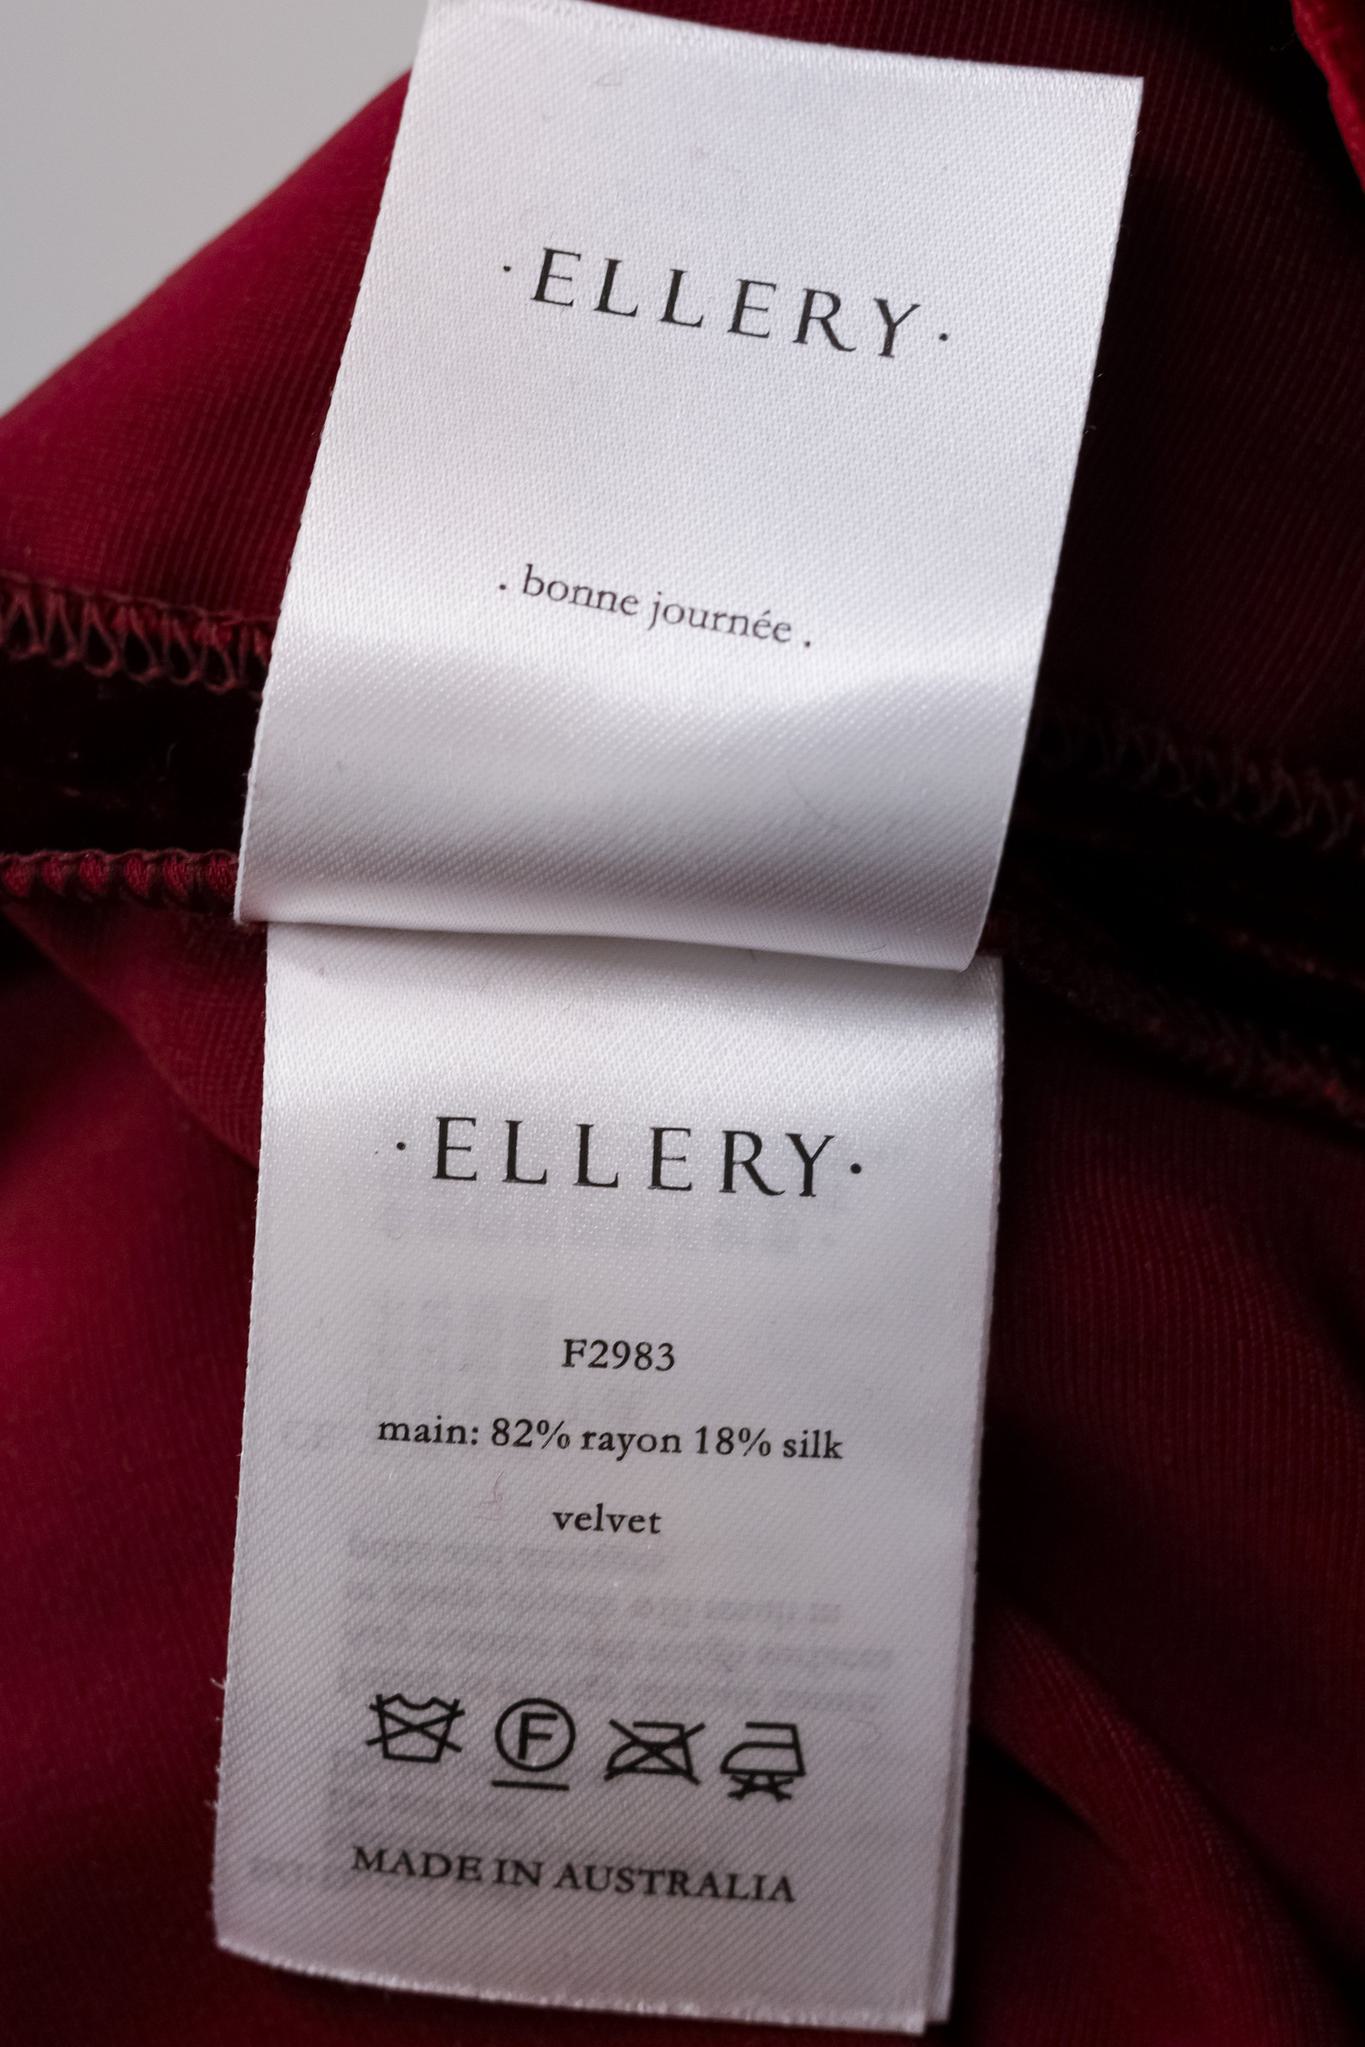 ·ELLERY·
. bonne journée .
·ELLERY·
F2983
main: 82% rayon 18% silk
velvet
F
MADE IN AUSTRALIA